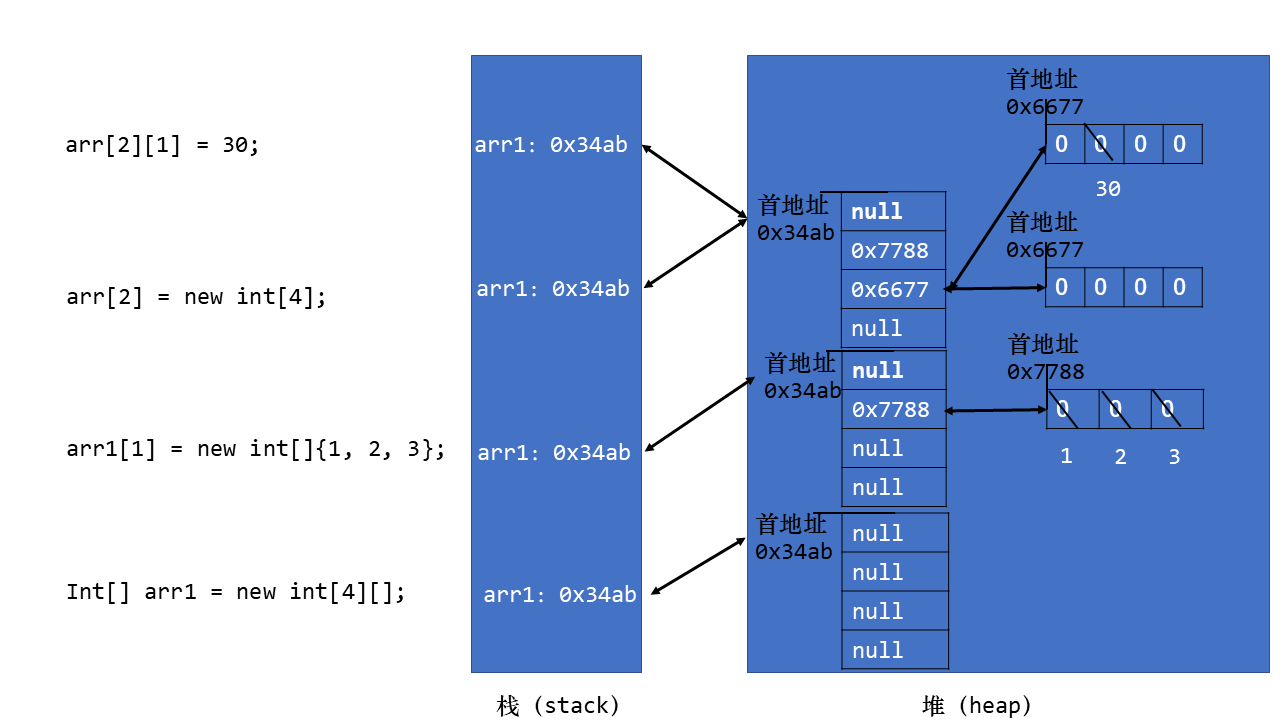 arr[2][1] = 30;
arr[2] = new int[4];
arr1[1] = new int[]{1, 2, 3};
Int[] arr1 = new int[4][];
arr1: 0x34ab
arr1: 0x34ab
arr1: 0x34ab
arr1: 0x34ab
栈（stack）
首地址
0x34ab
null
0x7788
0x6677
null
首地址
0x34ab
null
0x7788
null
null
首地址
0x34ab
null
null
null
null
首地址
0x6677
0 0 0 0
30
首地址
0x6677
0 0 0 0
首地址
0x7788
0 0 0
1 2 3
堆（heap）